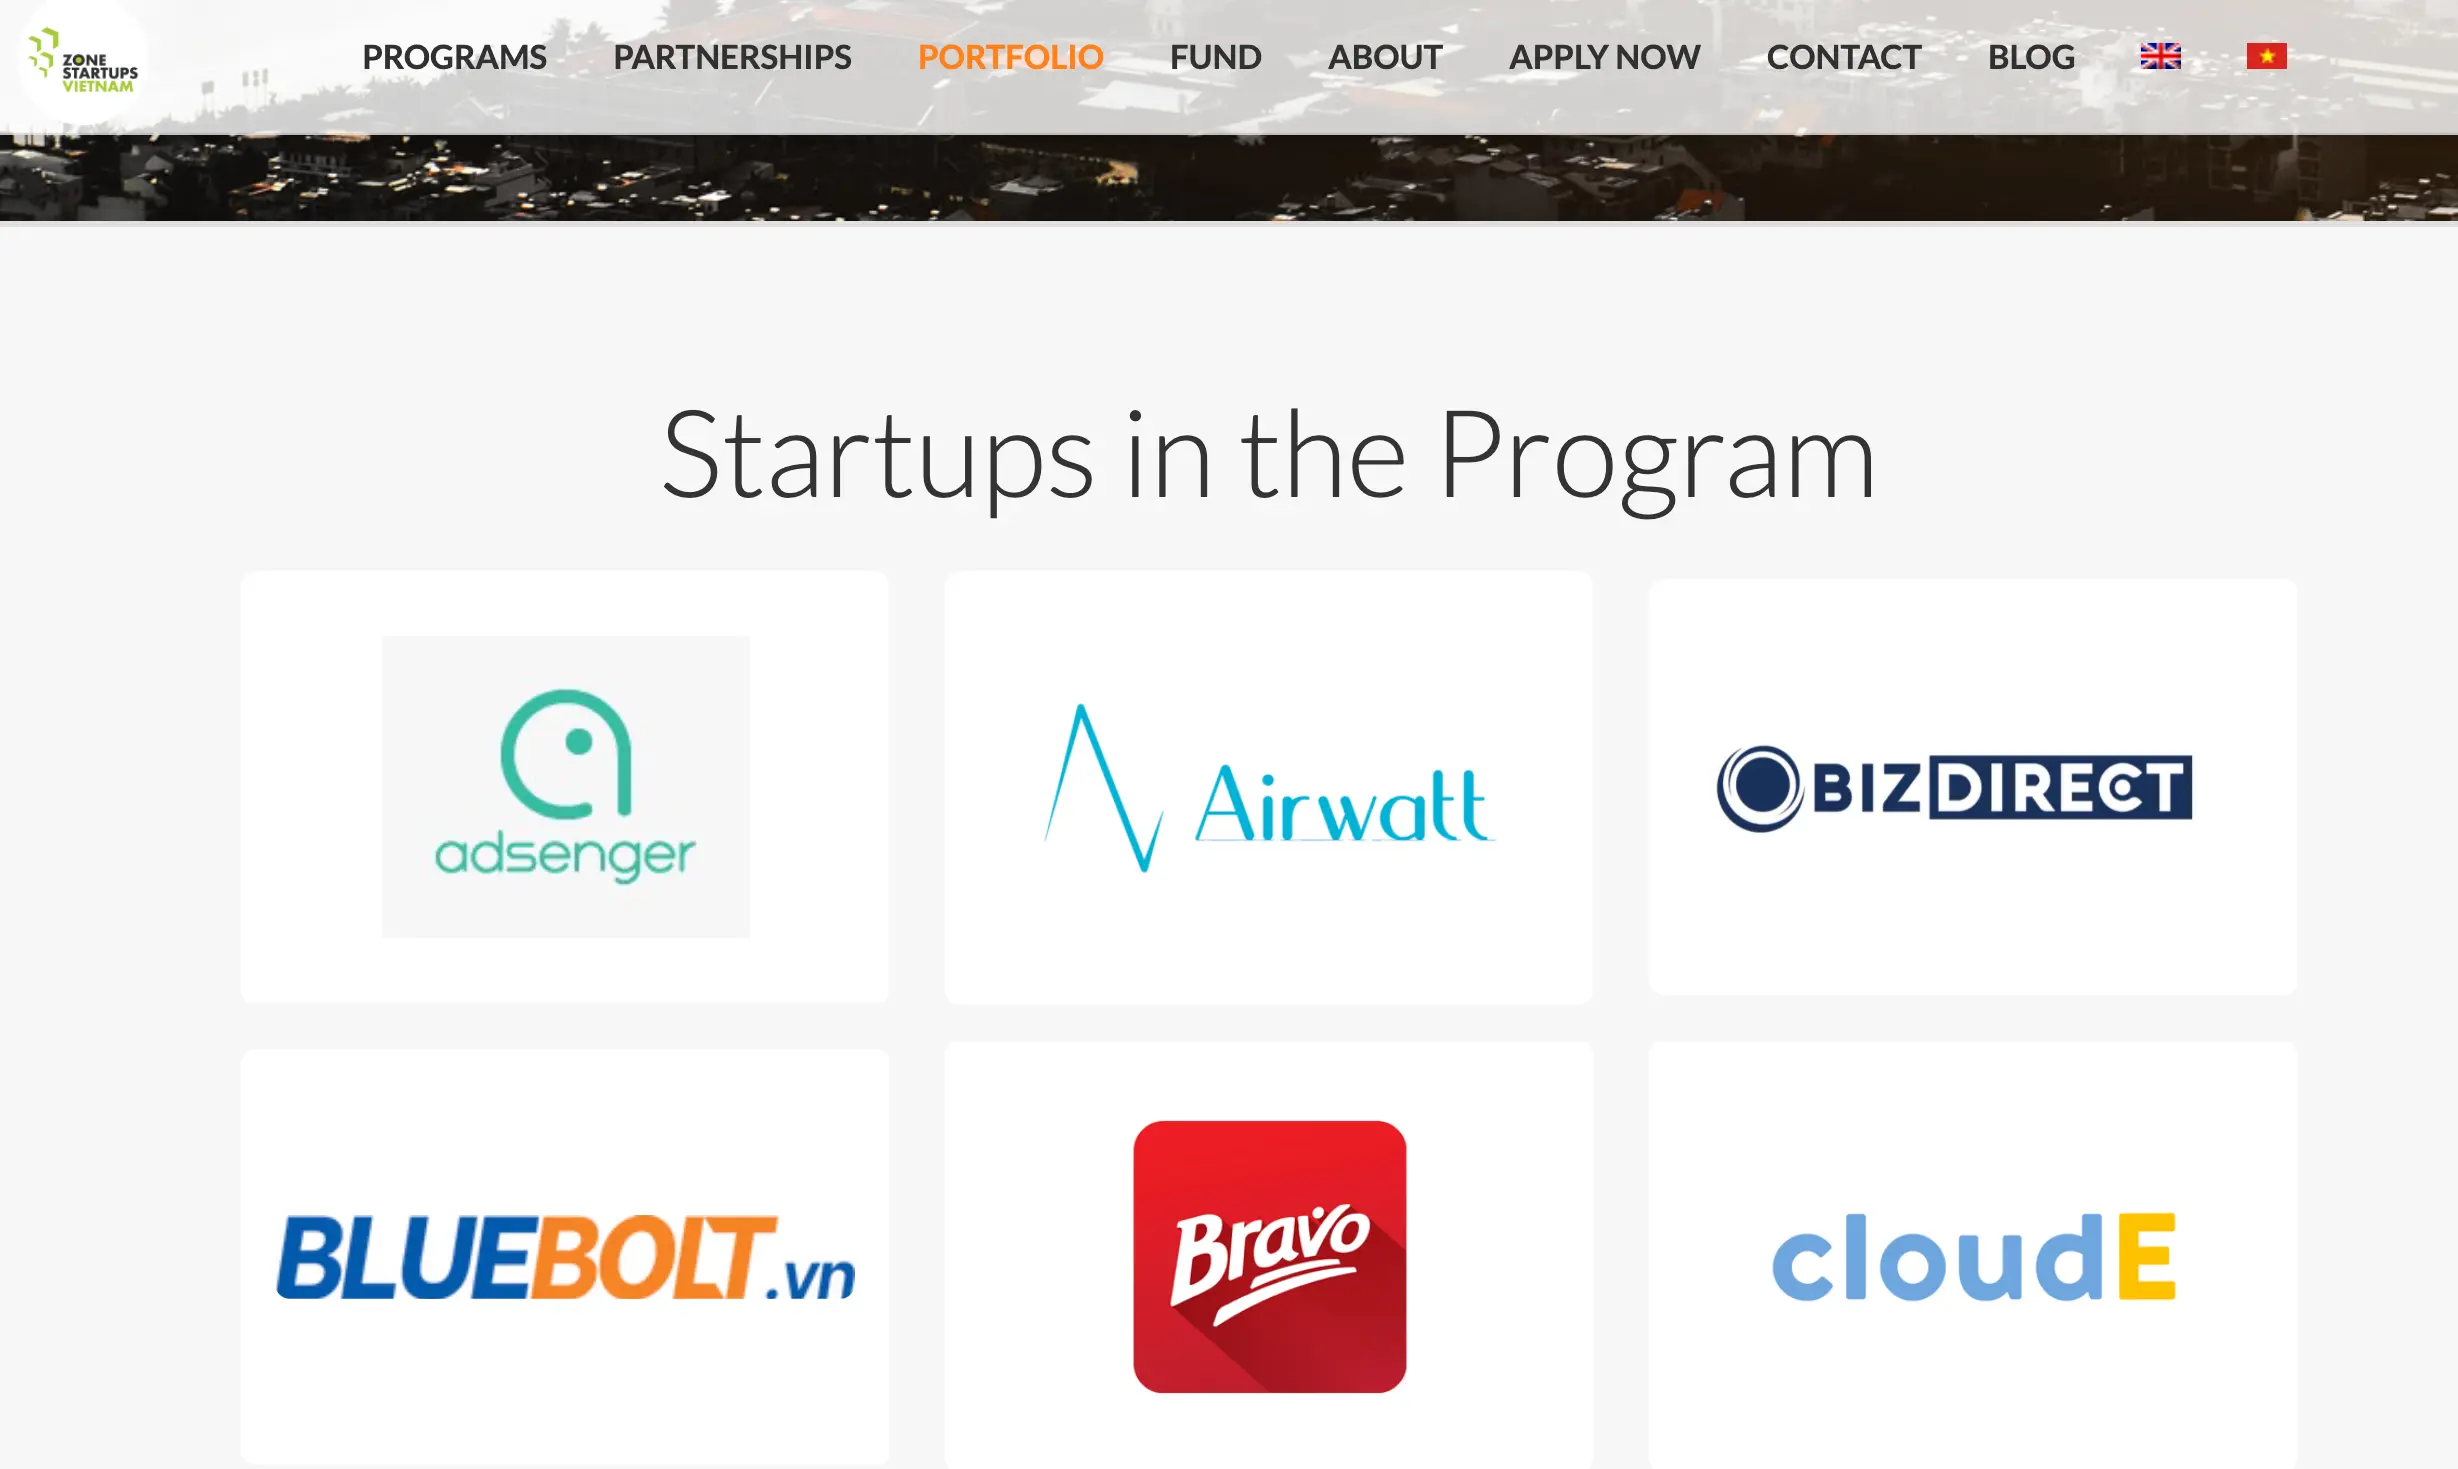 ZONE
STARTUPS
VIETNAM
PROGRAMS PARTNERSHIPS PORTFOLIO FUND ABOUT APPLY NOW CONTACT BLOG
Startups in the Program
adsenger
Airwatt
BIZDIRECT
BLUEBOLT.vn
Bravo
cloudE